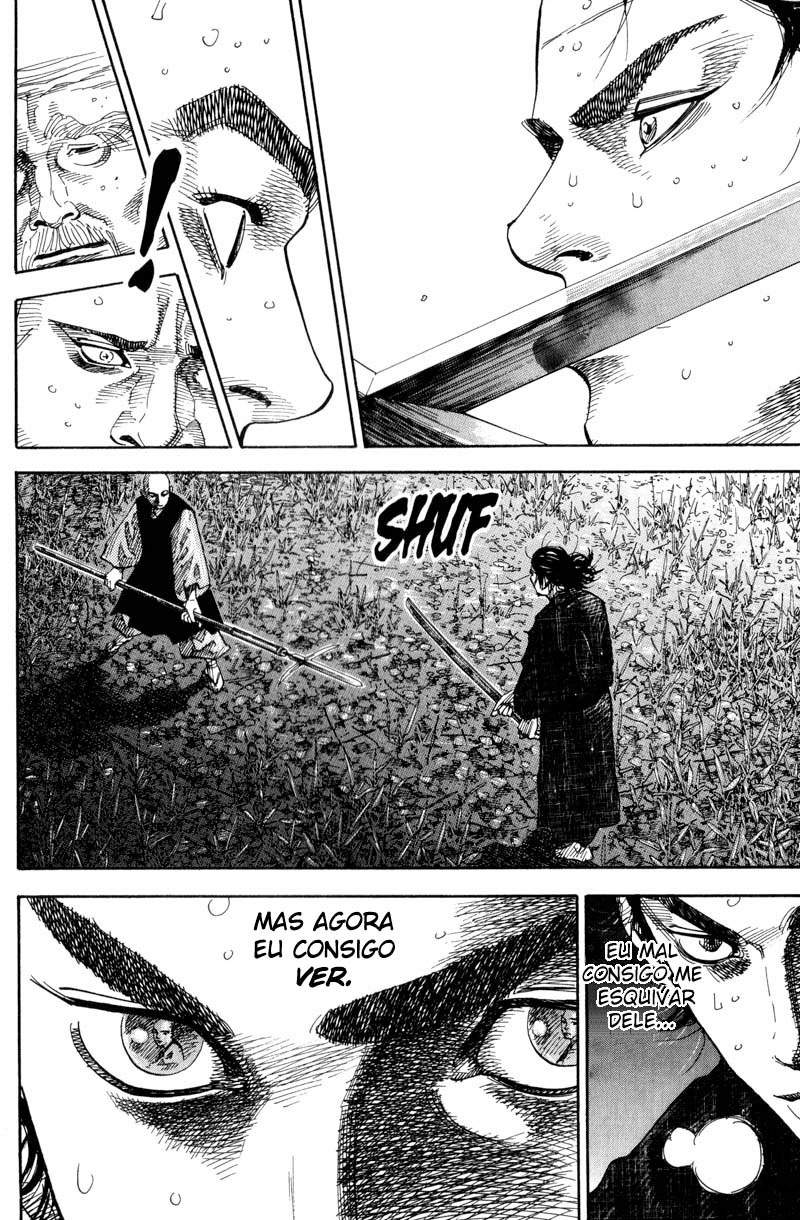 !
SHUF
EU MAL
CONSIGO ME
ESQUIVAR
DELE...
MAS AGORA
EU CONSIGO
VER.